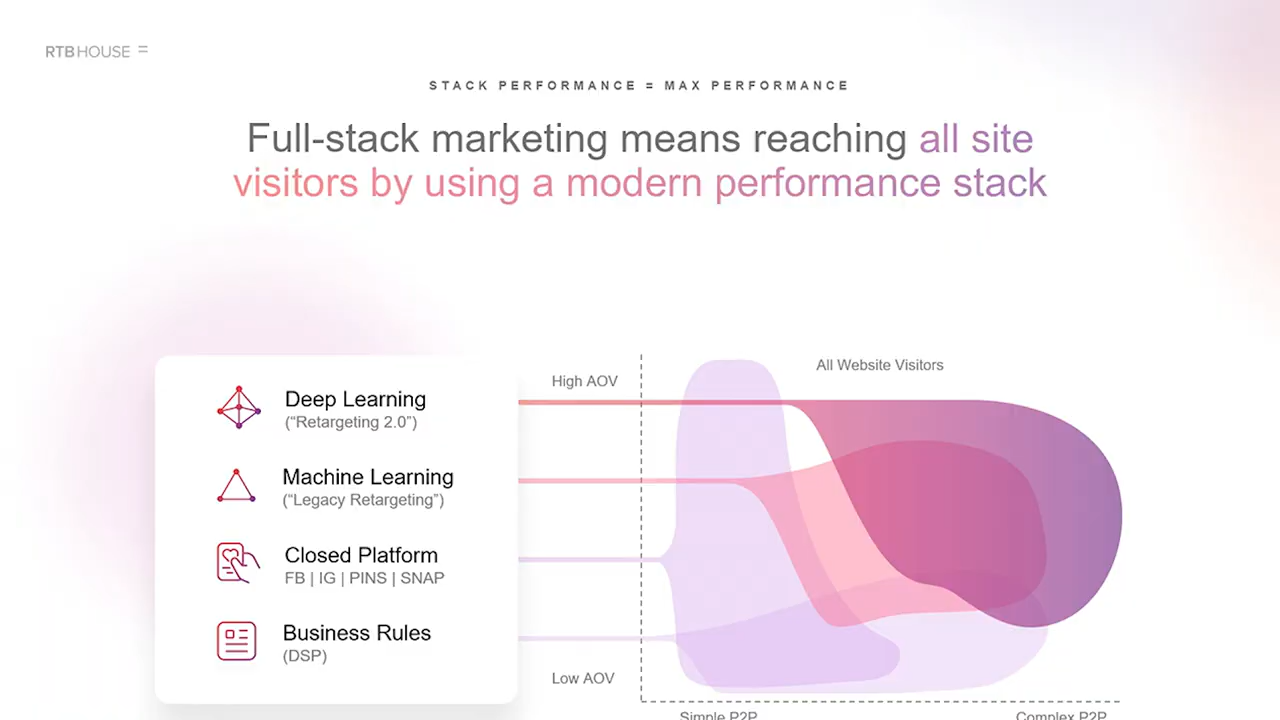 RTBHOUSE =
STACK PERFORMANCE = MAX PERFORMANCE
Full-stack marketing means reaching all site
visitors by using a modern performance stack
Deep Learning
("Retargeting 2.0")
Machine Learning
("Legacy Retargeting")
Closed Platform
FB | IG | PINS | SNAP
Business Rules
(DSP)
High AOV
Low AOV
All Website Visitors
Simple P2P
Complex P2P